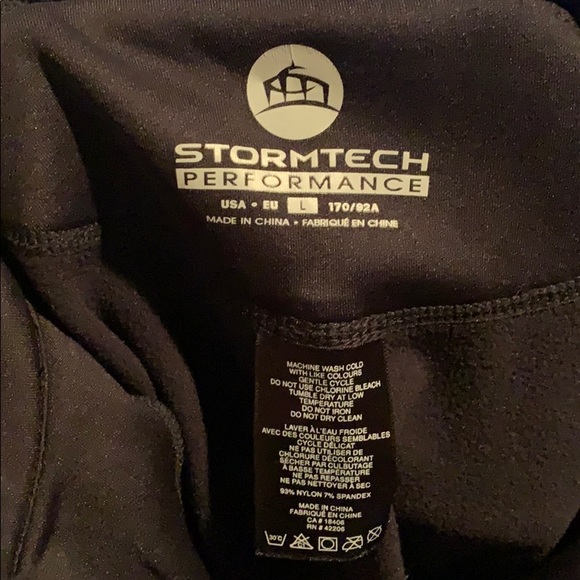 STORMTECH
PERFORMANCE
USA • EU L 170/92A
MADE IN CHINA • FABRIQUÉ EN CHINE
MACHINE WASH COLD
WITH LIKE COLOURS
GENTLE CYCLE
DO NOT USE CHLORINE BLEACH
TUMBLE DRY AT LOW
TEMPERATURE
DO NOT IRON
DO NOT DRY CLEAN
LAVER À L'EAU FROIDE
AVEC DES COULEURS SEMBLABLES
CYCLE DÉLICAT
NE PAS UTILISER DE
CHLORURE DÉCOLORANT
SÉCHER PAR CULBUTAGE
À BASSE TEMPÉRATURE
NE PAS REPASSER
NE PAS NETTOYER À SEC
93% NYLON 7% SPANDEX
MADE IN CHINA
FABRIQUÉ EN CHINE
CA # 18406
RN # 42206
30°C